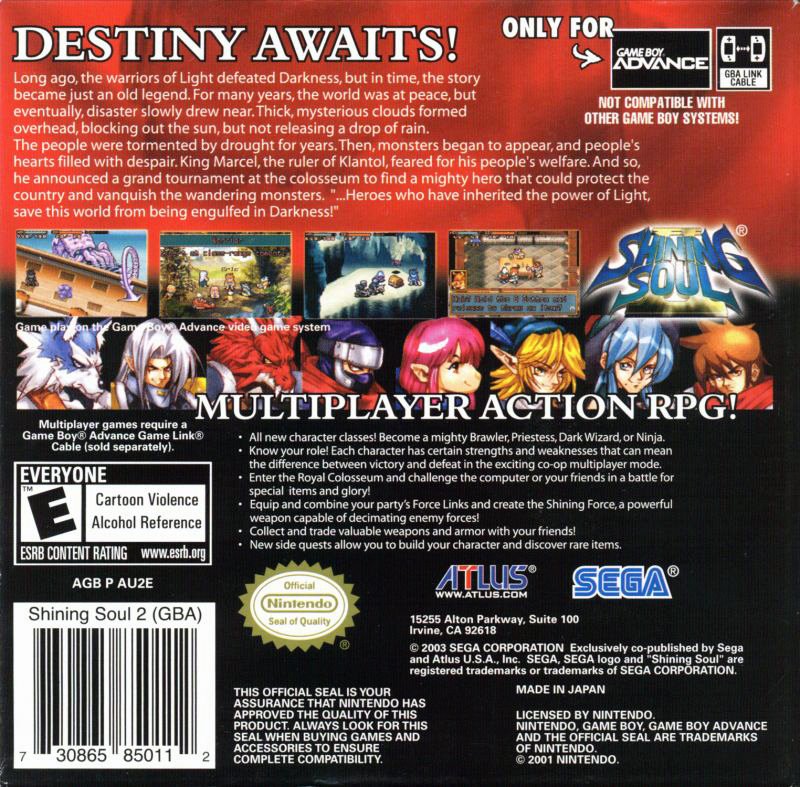 DESTINY AWAITS!
ONLY FOR
GAME BOY
ADVANCE
GBA LINK
CABLE
NOT COMPATIBLE WITH
OTHER GAME BOY SYSTEMS!
Long ago, the warriors of Light defeated Darkness, but in time, the story
became just an old legend. For many years, the world was at peace, but
eventually, disaster slowly drew near. Thick, mysterious clouds formed
overhead, blocking out the sun, but not releasing a drop of rain.
The people were tormented by drought for years. Then, monsters began to appear, and people's
hearts filled with despair. King Marcel, the ruler of Klantol, feared for his people's welfare. And so,
he announced a grand tournament at the colosseum to find a mighty hero that could protect the
country and vanquish the wandering monsters. "...Heroes who have inherited the power of Light,
save this world from being engulfed in Darkness!"
at close-range combat!
Eric
SHINING
SOUL
II
®
Game play on the Game Boy® Advance video game system
MULTIPLAYER ACTION RPG!
Multiplayer games require a
Game Boy® Advance Game Link®
Cable (sold separately).
• All new character classes! Become a mighty Brawler, Priestess, Dark Wizard, or Ninja.
• Know your role! Each character has certain strengths and weaknesses that can mean
the difference between victory and defeat in the exciting co-op multiplayer mode.
• Enter the Royal Colosseum and challenge the computer or your friends in a battle for
special items and glory!
• Equip and combine your party's Force Links and create the Shining Force, a powerful
weapon capable of decimating enemy forces!
• Collect and trade valuable weapons and armor with your friends!
• New side quests allow you to build your character and discover rare items.
EVERYONE
™
E
Cartoon Violence
Alcohol Reference
ESRB CONTENT RATING www.esrb.org
AGB P AU2E
Shining Soul 2 (GBA)
7 30865 85011 2
Official
Nintendo
Seal of Quality
®
ATLUS®
WWW.ATLUS.COM
SEGA®
15255 Alton Parkway, Suite 100
Irvine, CA 92618
© 2003 SEGA CORPORATION Exclusively co-published by Sega
and Atlus U.S.A., Inc. SEGA, SEGA logo and "Shining Soul" are
registered trademarks or trademarks of SEGA CORPORATION.
THIS OFFICIAL SEAL IS YOUR
ASSURANCE THAT NINTENDO HAS
APPROVED THE QUALITY OF THIS
PRODUCT. ALWAYS LOOK FOR THIS
SEAL WHEN BUYING GAMES AND
ACCESSORIES TO ENSURE
COMPLETE COMPATIBILITY.
MADE IN JAPAN
LICENSED BY NINTENDO.
NINTENDO, GAME BOY, GAME BOY ADVANCE
AND THE OFFICIAL SEAL ARE TRADEMARKS
OF NINTENDO.
© 2001 NINTENDO.